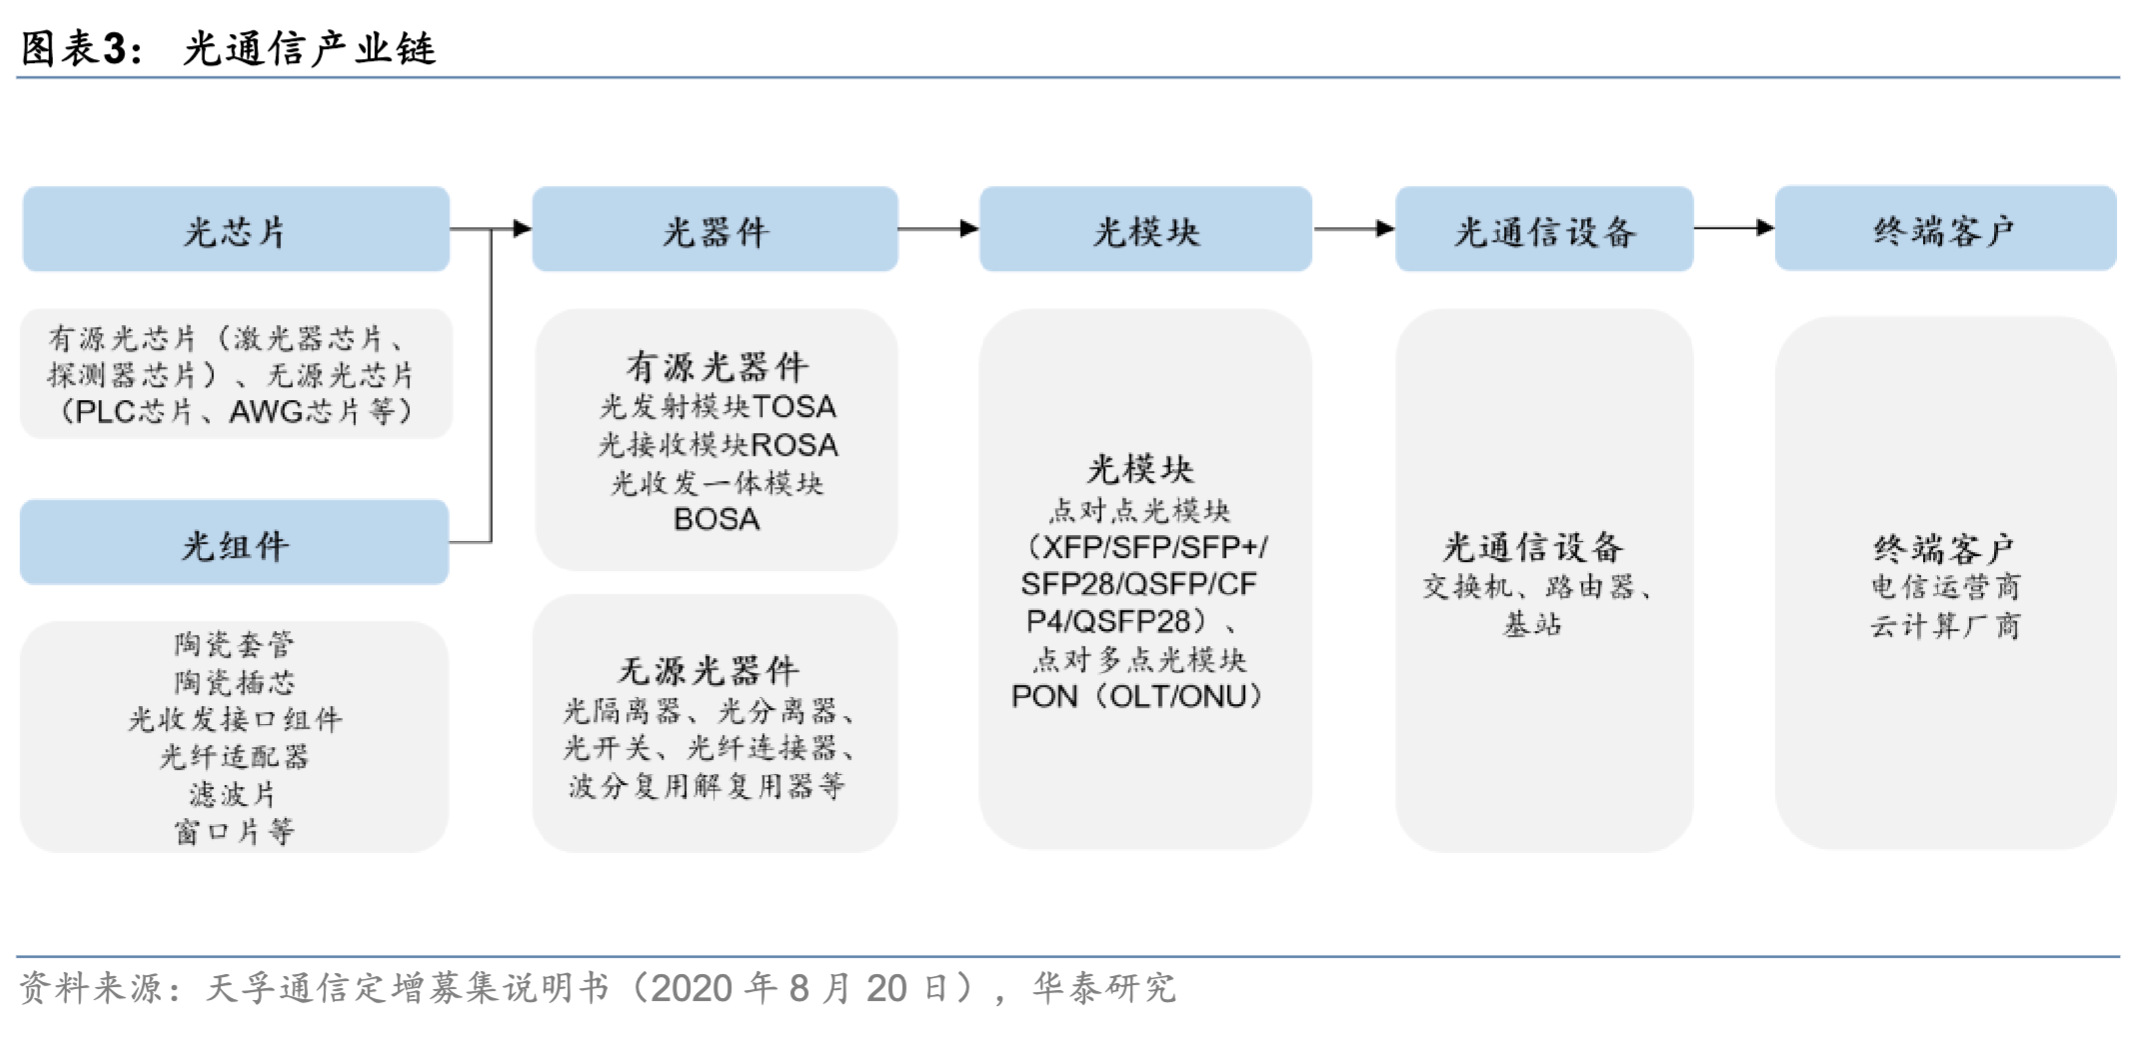 图表3： 光通信产业链
光芯片
光器件
光模块
光通信设备
终端客户
有源光芯片（激光器芯片、
探测器芯片）、无源光芯片
（PLC芯片、AWG芯片等）
光组件
陶瓷套管
陶瓷插芯
光收发接口组件
光纤适配器
滤波片
窗口片等
有源光器件
光发射模块TOSA
光接收模块ROSA
光收发一体模块
BOSA
无源光器件
光隔离器、光分离器、
光开关、光纤连接器、
波分复用解复用器等
光模块
点对点光模块
（XFP/SFP/SFP+/
SFP28/QSFP/CF
P4/QSFP28）、
点对多点光模块
PON（OLT/ONU）
光通信设备
交换机、路由器、
基站
终端客户
电信运营商
云计算厂商
资料来源：天孚通信定增募集说明书（2020 年 8 月 20 日），华泰研究